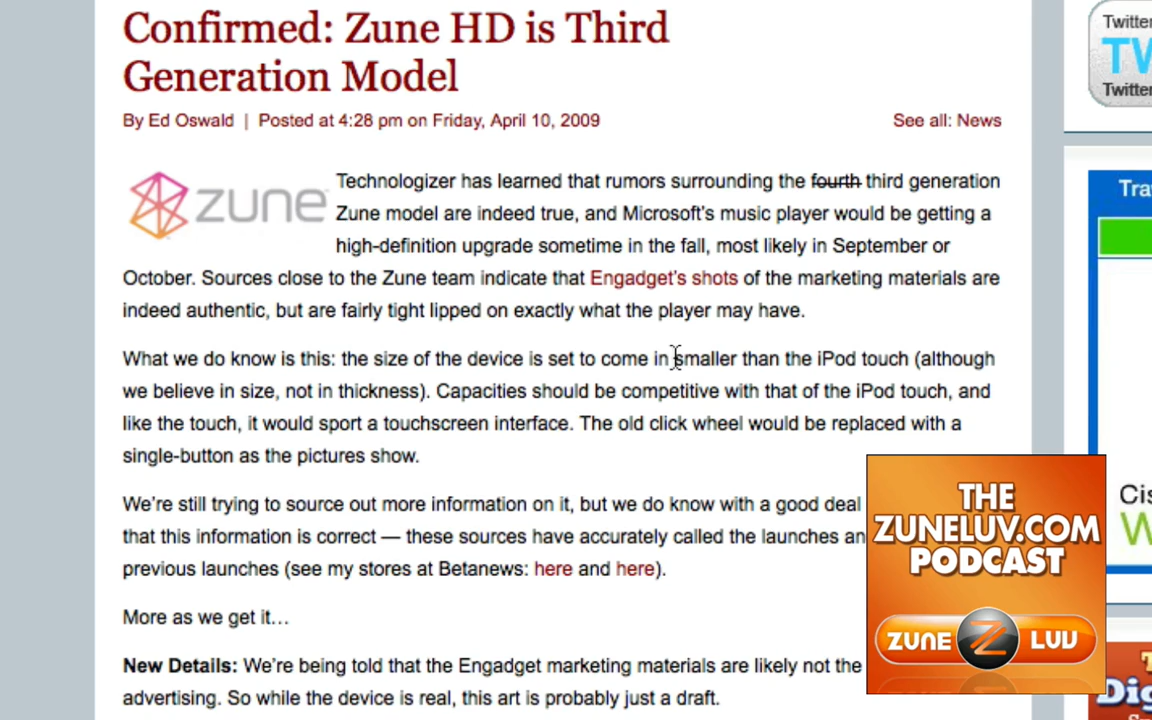 Confirmed: Zune HD is Third
Generation Model
By Ed Oswald | Posted at 4:28 pm on Friday, April 10, 2009
See all: News
zune
Technologizer has learned that rumors surrounding the fourth third generation
Zune model are indeed true, and Microsoft's music player would be getting a
high-definition upgrade sometime in the fall, most likely in September or
October. Sources close to the Zune team indicate that Engadget's shots of the marketing materials are
indeed authentic, but are fairly tight lipped on exactly what the player may have.
What we do know is this: the size of the device is set to come in smaller than the iPod touch (although
we believe in size, not in thickness). Capacities should be competitive with that of the iPod touch, and
like the touch, it would sport a touchscreen interface. The old click wheel would be replaced with a
single-button as the pictures show.
We're still trying to source out more information on it, but we do know with a good deal
that this information is correct — these sources have accurately called the launches an
previous launches (see my stores at Betanews: here and here).
More as we get it…
New Details: We're being told that the Engadget marketing materials are likely not the
advertising. So while the device is real, this art is probably just a draft.
Twitte
TW
Twitte
Tra
Cis
W
THE
ZUNELUV.COM
PODCAST
ZUNE Z LUV
Dig